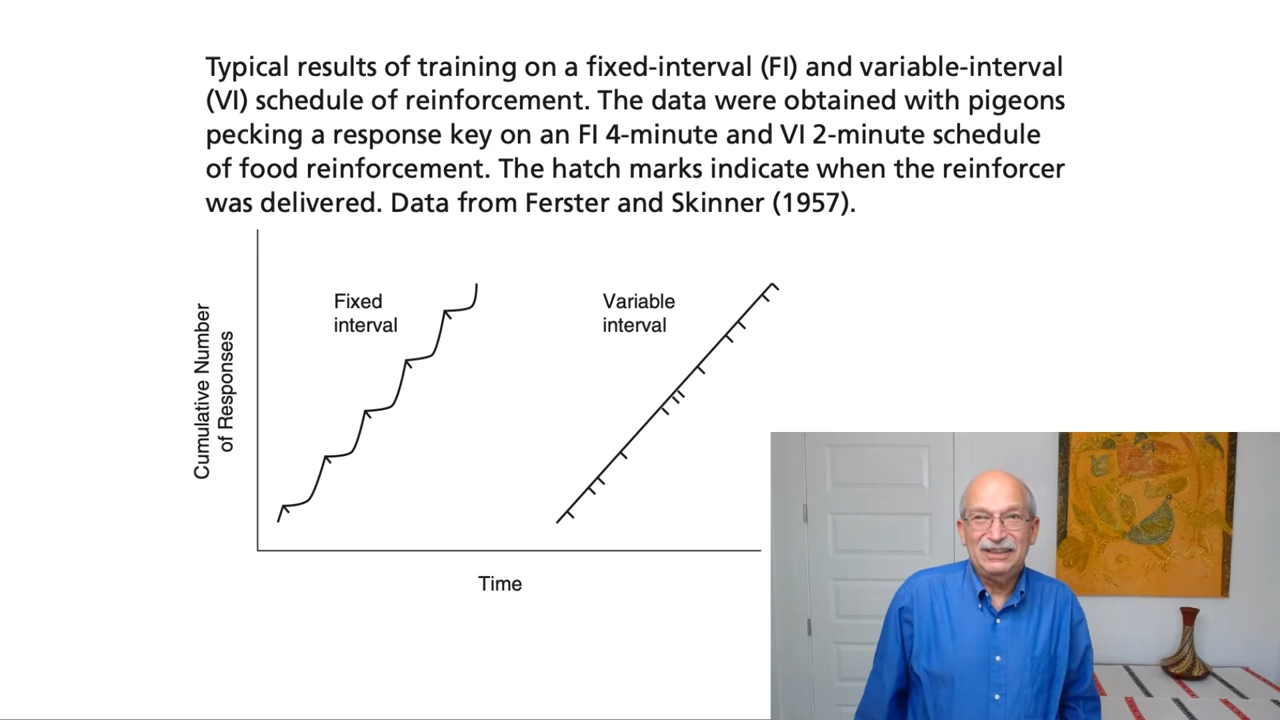 Typical results of training on a fixed-interval (FI) and variable-interval
(VI) schedule of reinforcement. The data were obtained with pigeons
pecking a response key on an FI 4-minute and VI 2-minute schedule
of food reinforcement. The hatch marks indicate when the reinforcer
was delivered. Data from Ferster and Skinner (1957).
Fixed
interval
Variable
interval
Cumulative Number
of Responses
Time